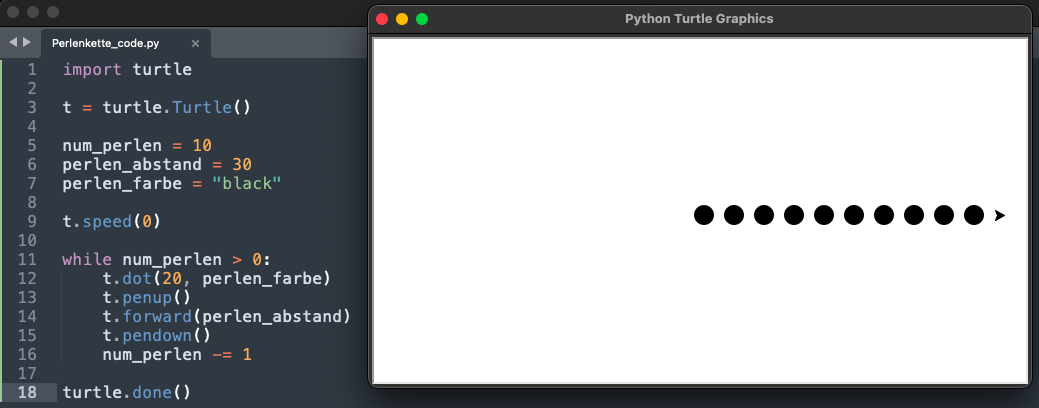 Perlenkette_code.py
Python Turtle Graphics
1 import turtle
2
3 t = turtle.Turtle()
4
5 num_perlen = 10
6 perlen_abstand = 30
7 perlen_farbe = "black"
8
9 t.speed(0)
10
11 while num_perlen > 0:
12     t.dot(20, perlen_farbe)
13     t.penup()
14     t.forward(perlen_abstand)
15     t.pendown()
16     num_perlen -= 1
17
18 turtle.done()